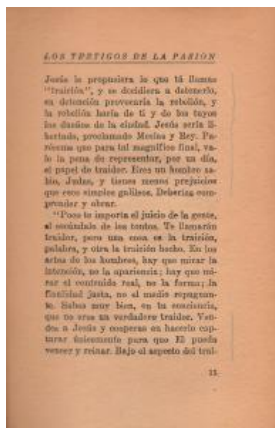 LOS TESTIGOS DE LA PASION
Jesús le propusiera lo que tú llamas
"traición", y se decidiera a detenerlo,
su detención provocaría la rebelión, y
la rebelión haría de ti y de los tuyos
los dueños de la ciudad. Jesús sería li-
bertado, proclamado Mesías y Rey. Pa-
réceme que para tal magnífico final, va-
le la pena de representar, por un día,
el papel de traidor. Eres un hombre sa-
bio, Judas, y tienes menos prejuicios
que esos simples galileos. Deberías com-
prender y obrar.
"Poco te importa el juicio de la gente,
el escándalo de los tontos. Te llamarán
traidor, pero una cosa es la traición,
palabra, y otra la traición hecho. En los
actos de los hombres, hay que mirar la
intención, no la apariencia; hay que mi-
rar el contenido real, no la forma; la
finalidad justa, no el medio repugnan-
te. Sabes muy bien, en tu conciencia,
que no eres un verdadero traidor. Ven-
des a Jesús y cooperas en hacerlo cap-
turar únicamente para que El pueda
vencer y reinar. Bajo el aspecto del trai-